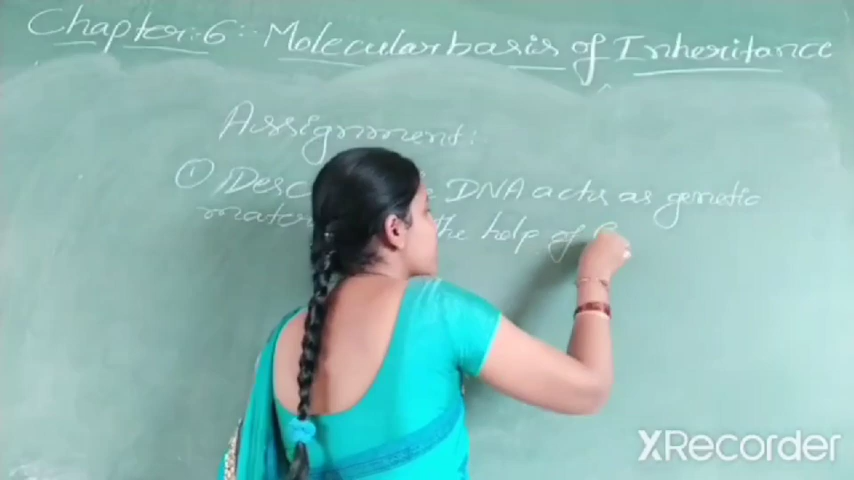 Chapter:-6:- Molecular basis of Inheritance
Assignment:
① Desc DNA acts as genetic
mater the help of
XRecorder